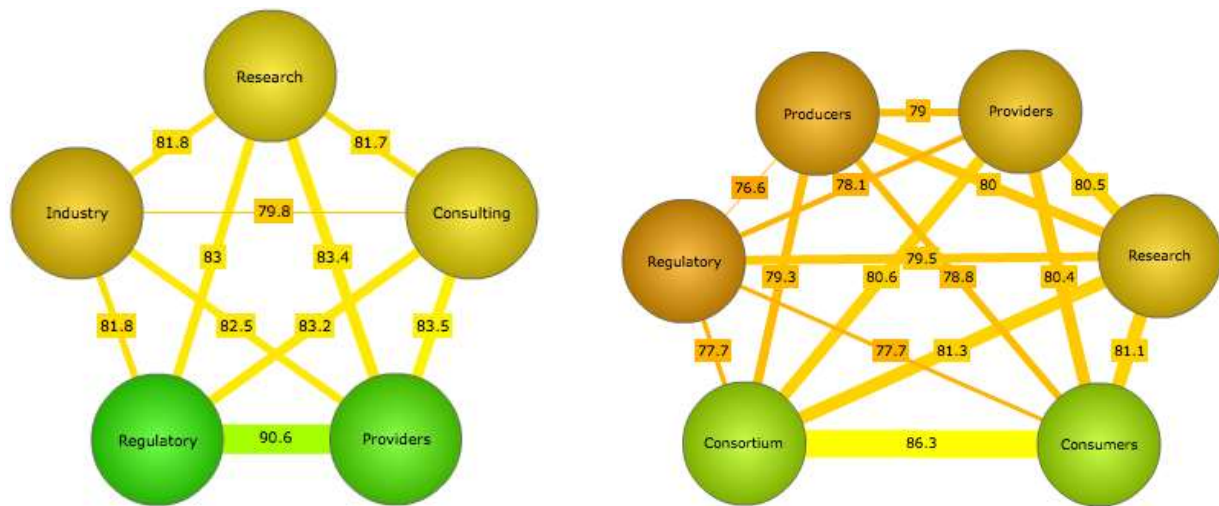 Research
81.8
81.7
Industry
79.8
Consulting
83
83.4
81.8
82.5
83.2
83.5
Regulatory
90.6
Providers
Producers
79
Providers
76.6
78.1
80
80.5
Regulatory
79.5
Research
79.3
80.6
78.8
80.4
77.7
77.7
81.3
81.1
Consortium
86.3
Consumers